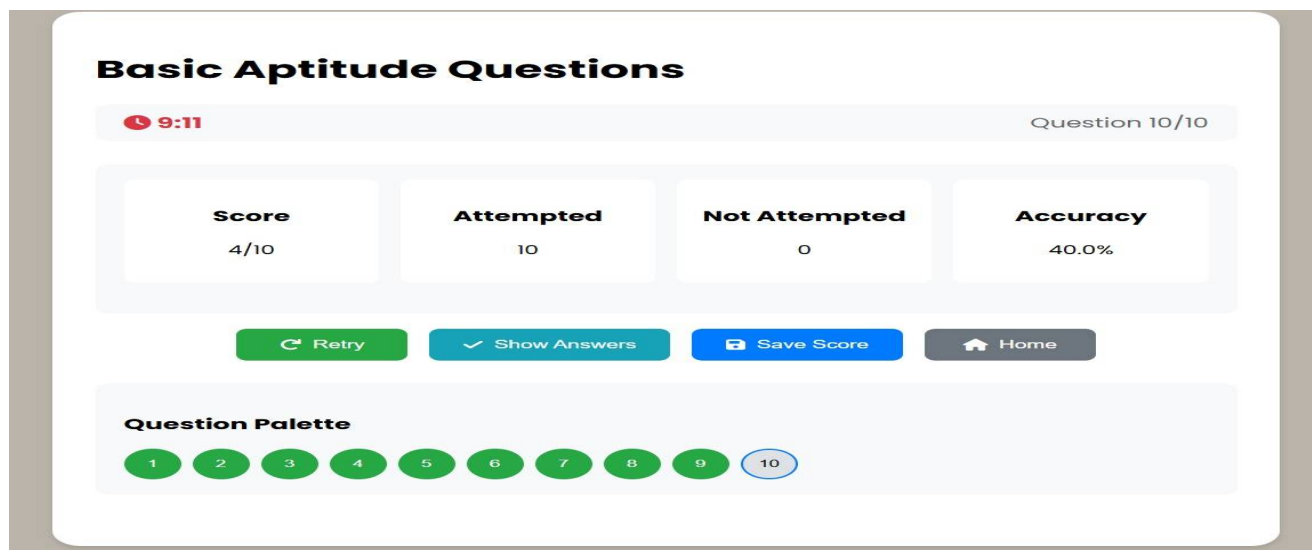 Basic Aptitude Questions
9:11 Question 10/10
Score Attempted Not Attempted Accuracy
4/10 10 0 40.0%
Retry Show Answers Save Score Home
Question Palette
1 2 3 4 5 6 7 8 9 10